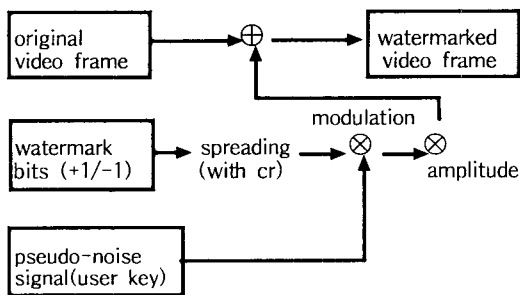 original
video frame
watermarked
video frame
modulation
watermark
bits (+1/-1)
spreading
(with cr)
amplitude
pseudo-noise
signal(user key)